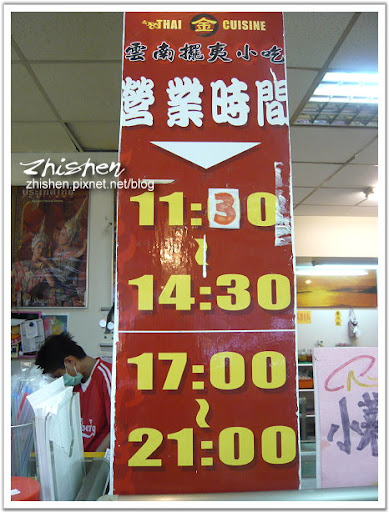 THAI 金 CUISINE
雲南擺夷小吃
營業時間
11:30
~
14:30
17:00
~
21:00
zhishen
zhishen.pixnet.net/blog
小